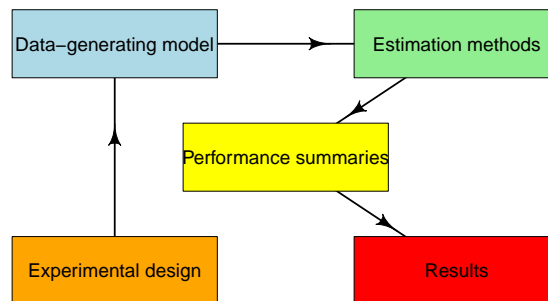 Data−generating model
Estimation methods
Performance summaries
Experimental design
Results